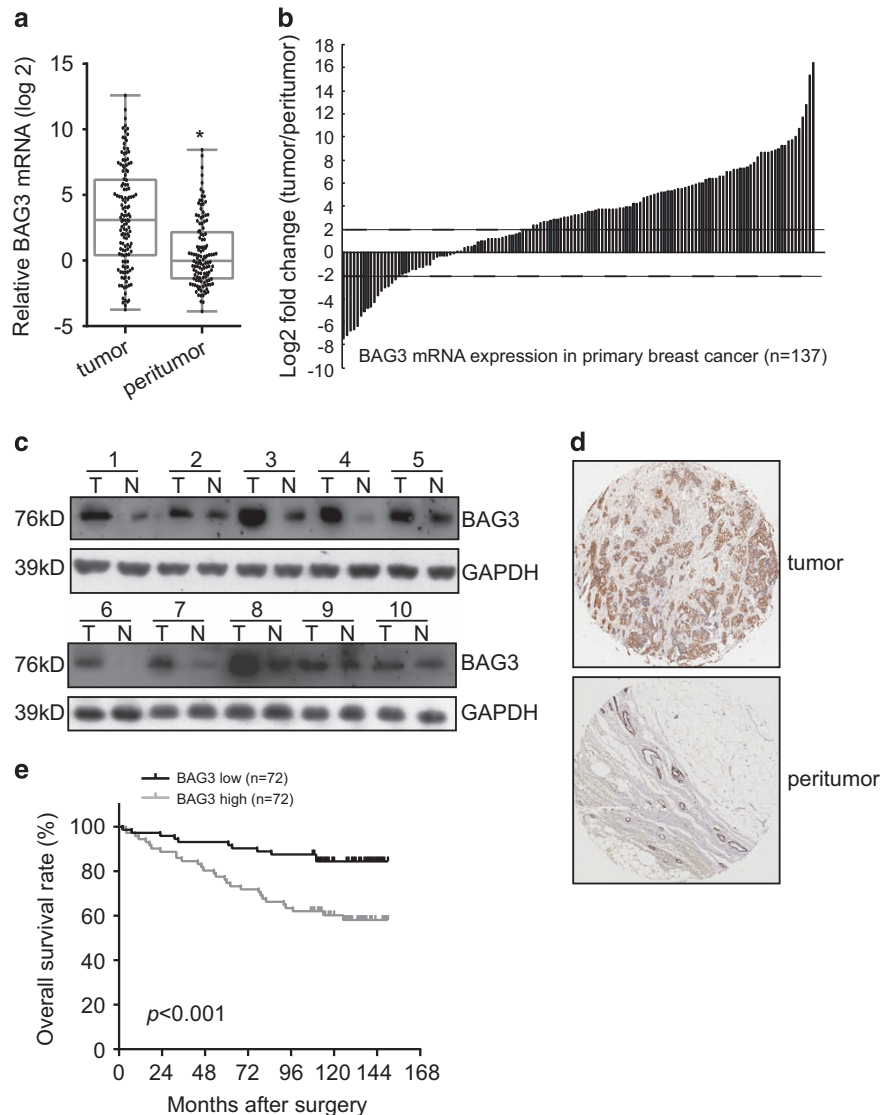 a
Relative BAG3 mRNA (log 2)
15
10
5
0
-5
*
tumor
peritumor
b
Log2 fold change (tumor/peritumor)
18
16
14
12
10
8
6
4
2
0
-2
-4
-6
-8
-10
BAG3 mRNA expression in primary breast cancer (n=137)
c
1 2 3 4 5
T N T N T N T N T N
76kD BAG3
39kD GAPDH
6 7 8 9 10
T N T N T N T N T N
76kD BAG3
39kD GAPDH
d
tumor
peritumor
e
BAG3 low (n=72)
BAG3 high (n=72)
Overall survival rate (%)
100
80
60
40
20
0
p<0.001
0 24 48 72 96 120 144 168
Months after surgery